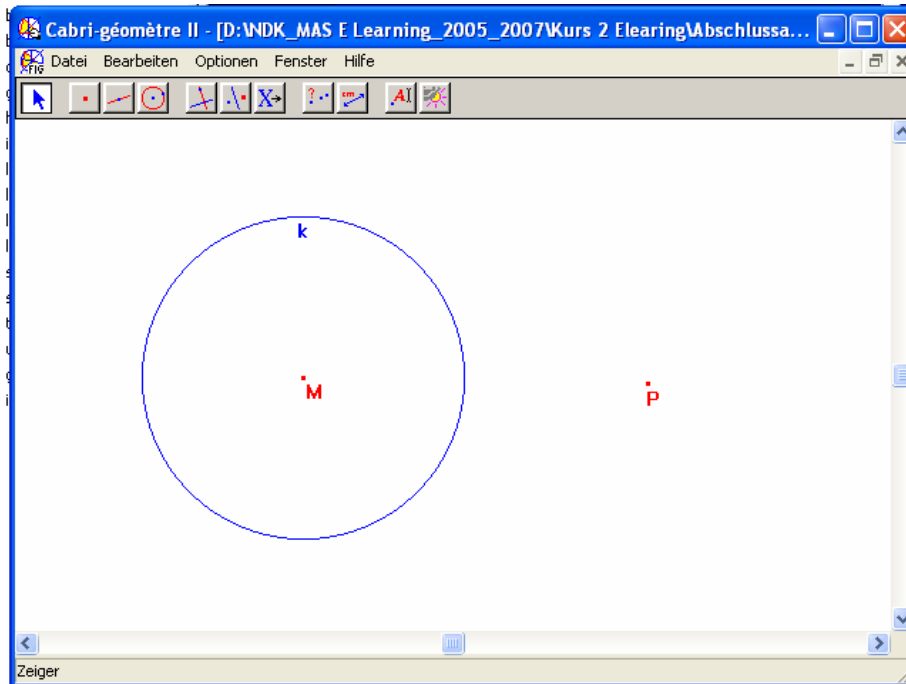 Cabri-géomètre II - [D:\NDK_MAS E Learning_2005_2007\Kurs 2 Elearing\Abschlussa...
Datei Bearbeiten Optionen Fenster Hilfe
k
M
P
Zeiger